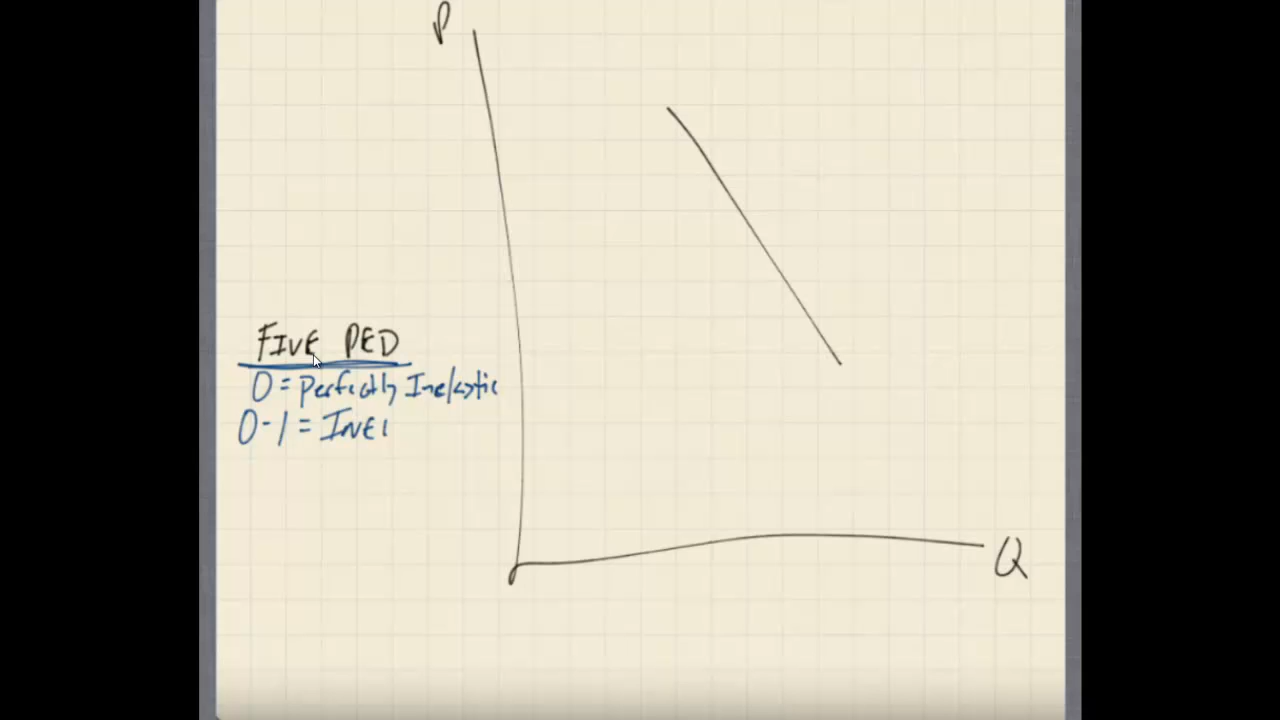 P
FIVE PED
0 = Perfectly Inelastic
0-1 = INEL
Q